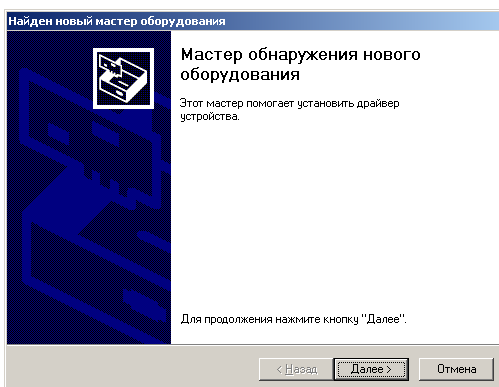 Найден новый мастер оборудования
Мастер обнаружения нового
оборудования
Этот мастер помогает установить драйвер
устройства.
Для продолжения нажмите кнопку "Далее".
< Назад
Далее >
Отмена